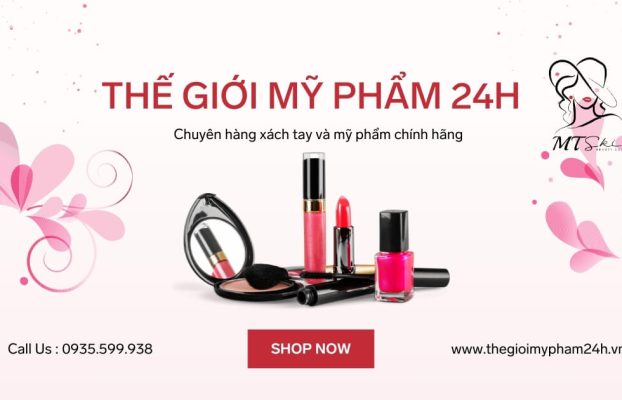 THẾ GIỚI MỸ PHẨM 24H
Chuyên hàng xách tay và mỹ phẩm chính hãng
MTSki
Call Us : 0935.599.938
SHOP NOW
www.thegioimypham24h.vn